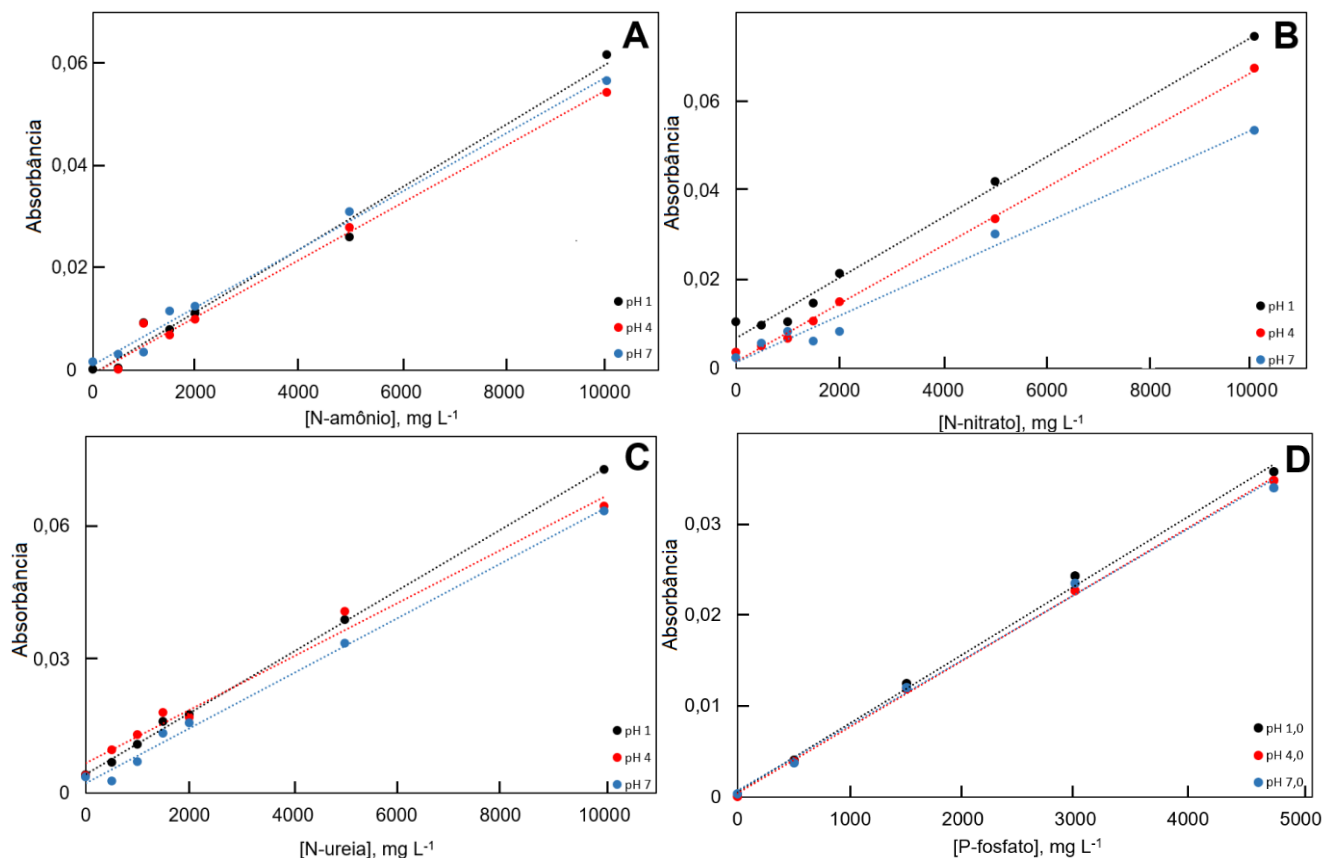 A
Absorbância
0,06
0,04
0,02
0
pH 1
pH 4
pH 7
0 2000 4000 6000 8000 10000
[N-amônio], mg L⁻¹
B
Absorbância
0,06
0,04
0,02
0
pH 1
pH 4
pH 7
0 2000 4000 6000 8000 10000
[N-nitrato], mg L⁻¹
C
Absorbância
0,06
0,03
0
pH 1
pH 4
pH 7
0 2000 4000 6000 8000 10000
[N-ureia], mg L⁻¹
D
Absorbância
0,03
0,02
0,01
0
pH 1,0
pH 4,0
pH 7,0
0 1000 2000 3000 4000 5000
[P-fosfato], mg L⁻¹